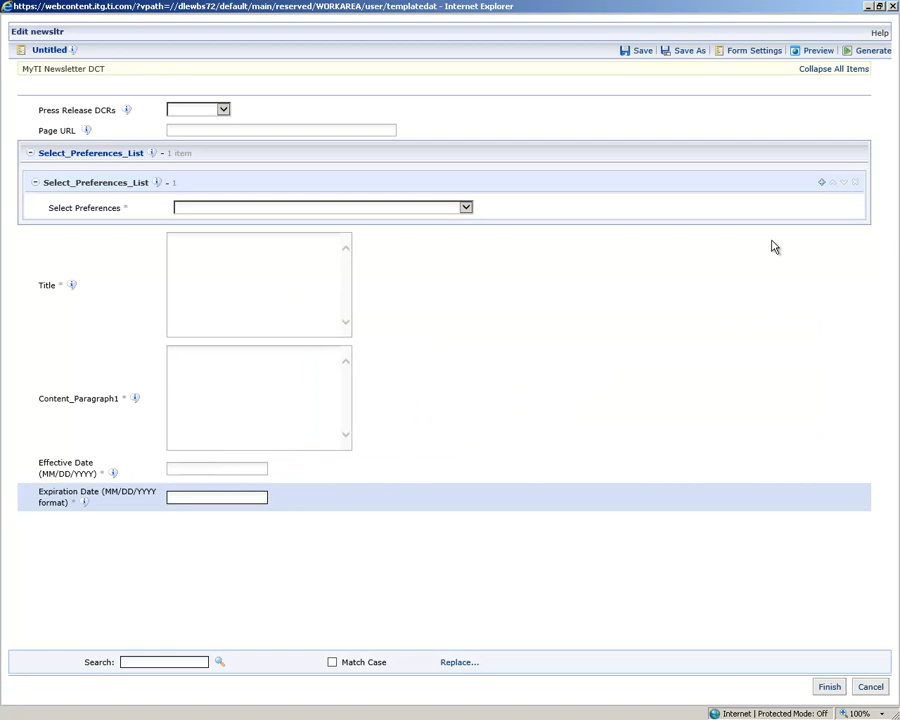 https://webcontent.itg.ti.com/?vpath=//dlewbs72/default/main/reserved/WORKAREA/user/templatedat - Internet Explorer
Edit newsltr
Help
Untitled
Save
Save As
Form Settings
Preview
Generate
MyTI Newsletter DCT
Collapse All Items
Press Release DCRs
Page URL
Select_Preferences_List - 1 item
Select_Preferences_List - 1
Select Preferences *
Title *
Content_Paragraph1 *
Effective Date
(MM/DD/YYYY) *
Expiration Date (MM/DD/YYYY
format) *
Search:
Match Case
Replace...
Finish
Cancel
Internet | Protected Mode: Off
100%